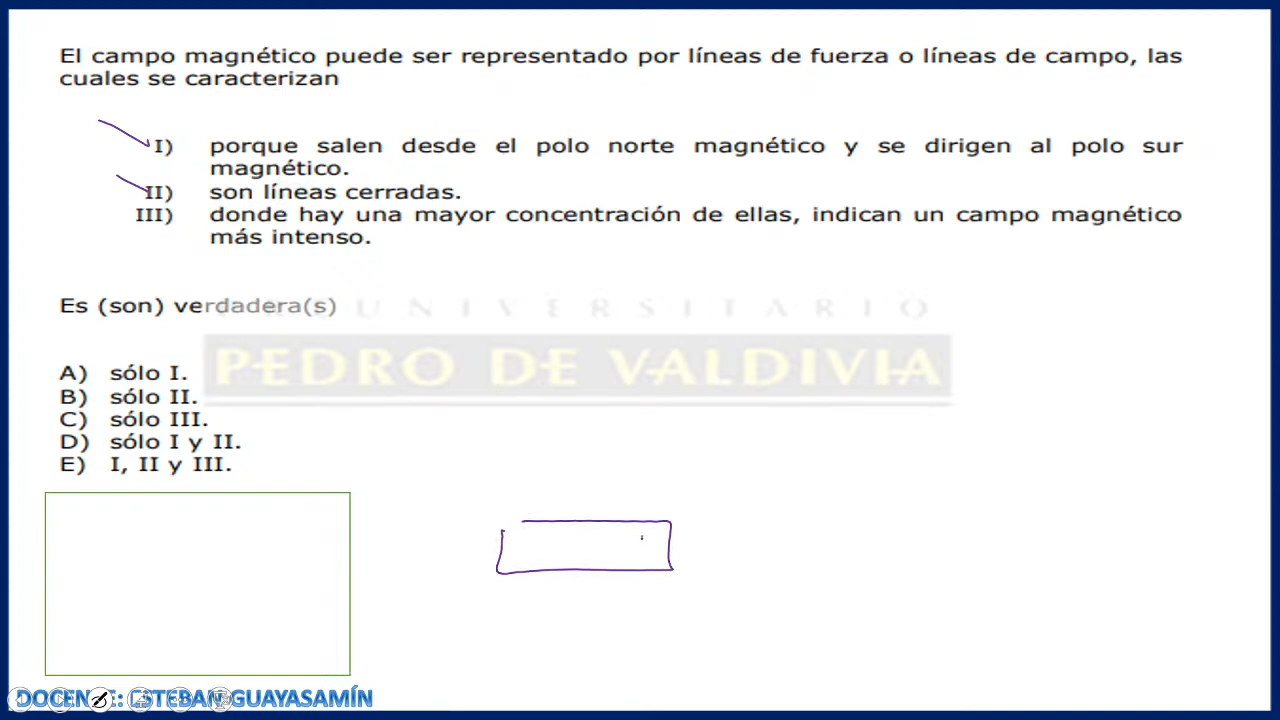 El campo magnético puede ser representado por líneas de fuerza o líneas de campo, las
cuales se caracterizan
I) porque salen desde el polo norte magnético y se dirigen al polo sur
magnético.
II) son líneas cerradas.
III) donde hay una mayor concentración de ellas, indican un campo magnético
más intenso.
Es (son) verdadera(s)
PREUNIVERSITARIO
PEDRO DE VALDIVIA
A) sólo I.
B) sólo II.
C) sólo III.
D) sólo I y II.
E) I, II y III.
DOCENTE: ESTEBAN GUAYASAMÍN